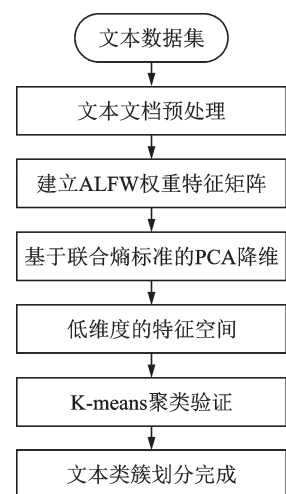 文本数据集
文本文档预处理
建立ALFW权重特征矩阵
基于联合熵标准的PCA降维
低维度的特征空间
K-means聚类验证
文本类簇划分完成